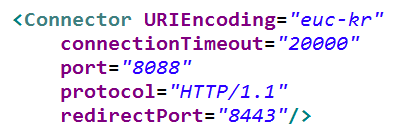 <Connector URIEncoding="euc-kr"
connectionTimeout="20000"
port="8088"
protocol="HTTP/1.1"
redirectPort="8443"/>